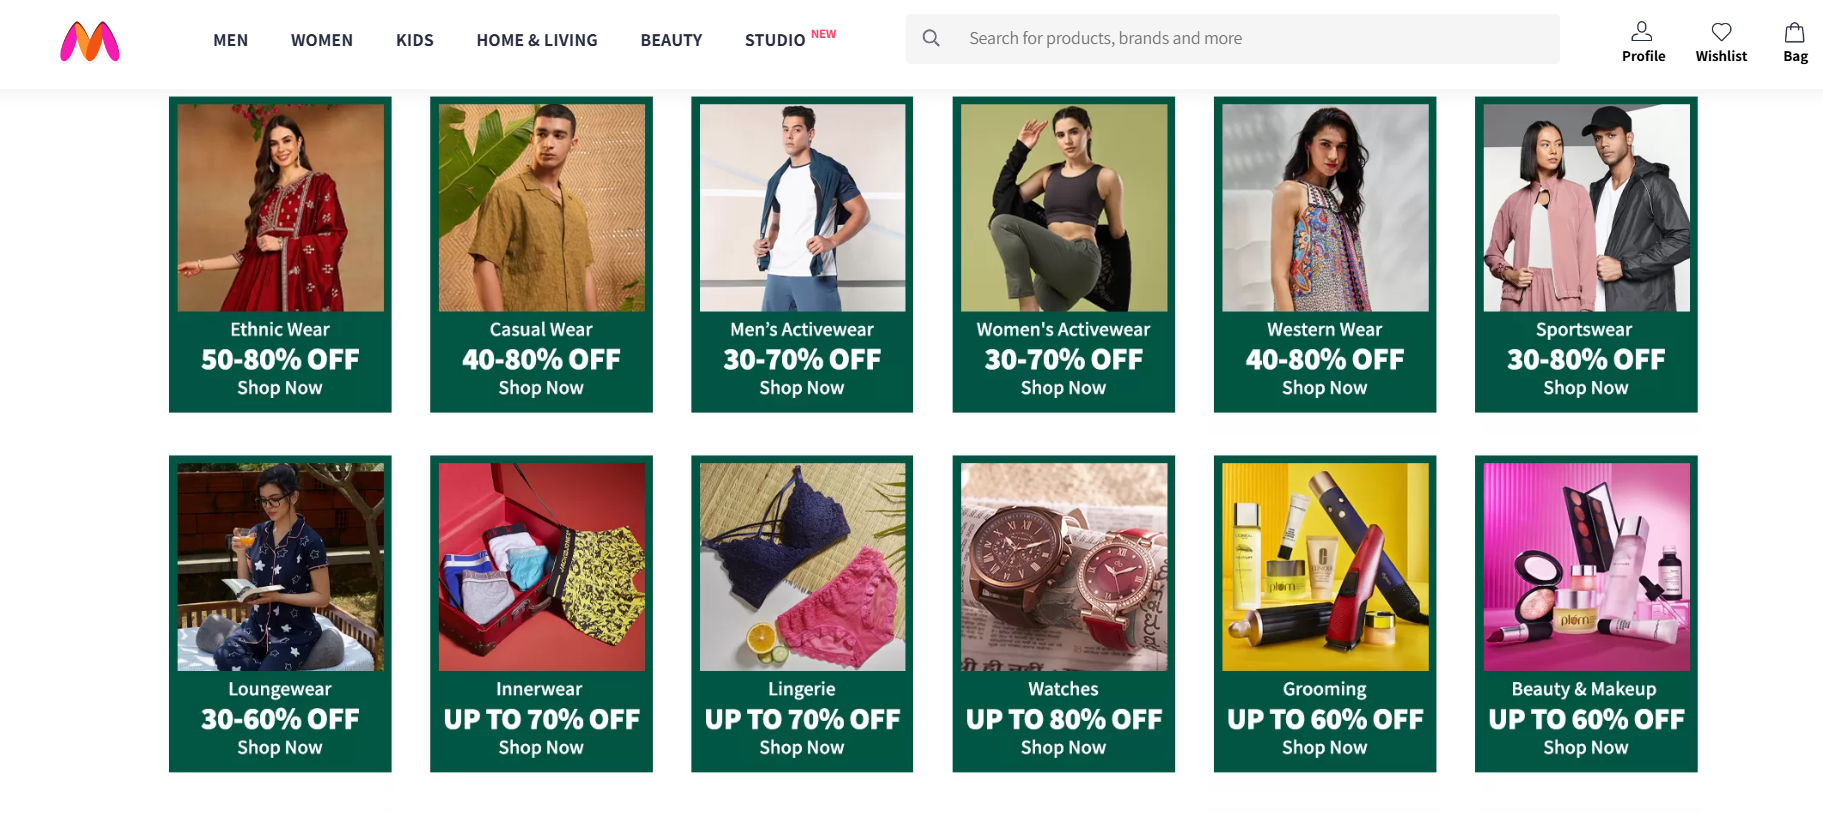 MEN
WOMEN
KIDS
HOME & LIVING
BEAUTY
STUDIO
NEW
Search for products, brands and more
Profile
Wishlist
Bag
Ethnic Wear
50-80% OFF
Shop Now
Casual Wear
40-80% OFF
Shop Now
Men’s Activewear
30-70% OFF
Shop Now
Women's Activewear
30-70% OFF
Shop Now
Western Wear
40-80% OFF
Shop Now
Sportswear
30-80% OFF
Shop Now
Loungewear
30-60% OFF
Shop Now
JACK&JONES
Innerwear
UP TO 70% OFF
Shop Now
Lingerie
UP TO 70% OFF
Shop Now
Watches
UP TO 80% OFF
Shop Now
CLINIQUE
plum
Grooming
UP TO 60% OFF
Shop Now
plum
Beauty & Makeup
UP TO 60% OFF
Shop Now